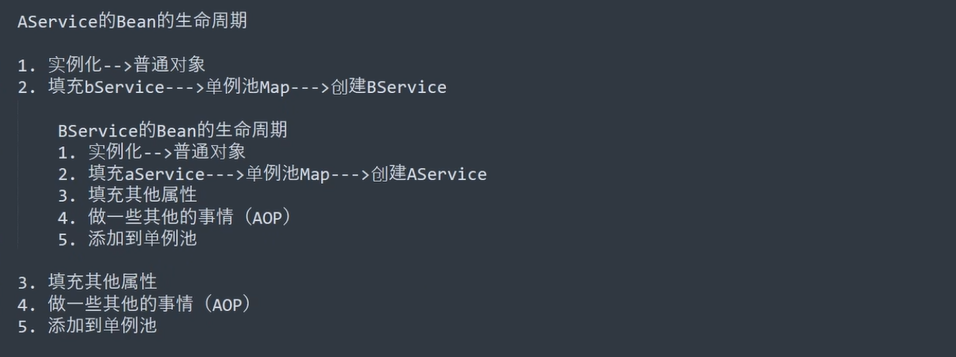 AService的Bean的生命周期
1. 实例化-->普通对象
2. 填充bService--->单例池Map--->创建BService
BService的Bean的生命周期
1. 实例化-->普通对象
2. 填充aService--->单例池Map--->创建AService
3. 填充其他属性
4. 做一些其他的事情（AOP）
5. 添加到单例池
3. 填充其他属性
4. 做一些其他的事情（AOP）
5. 添加到单例池